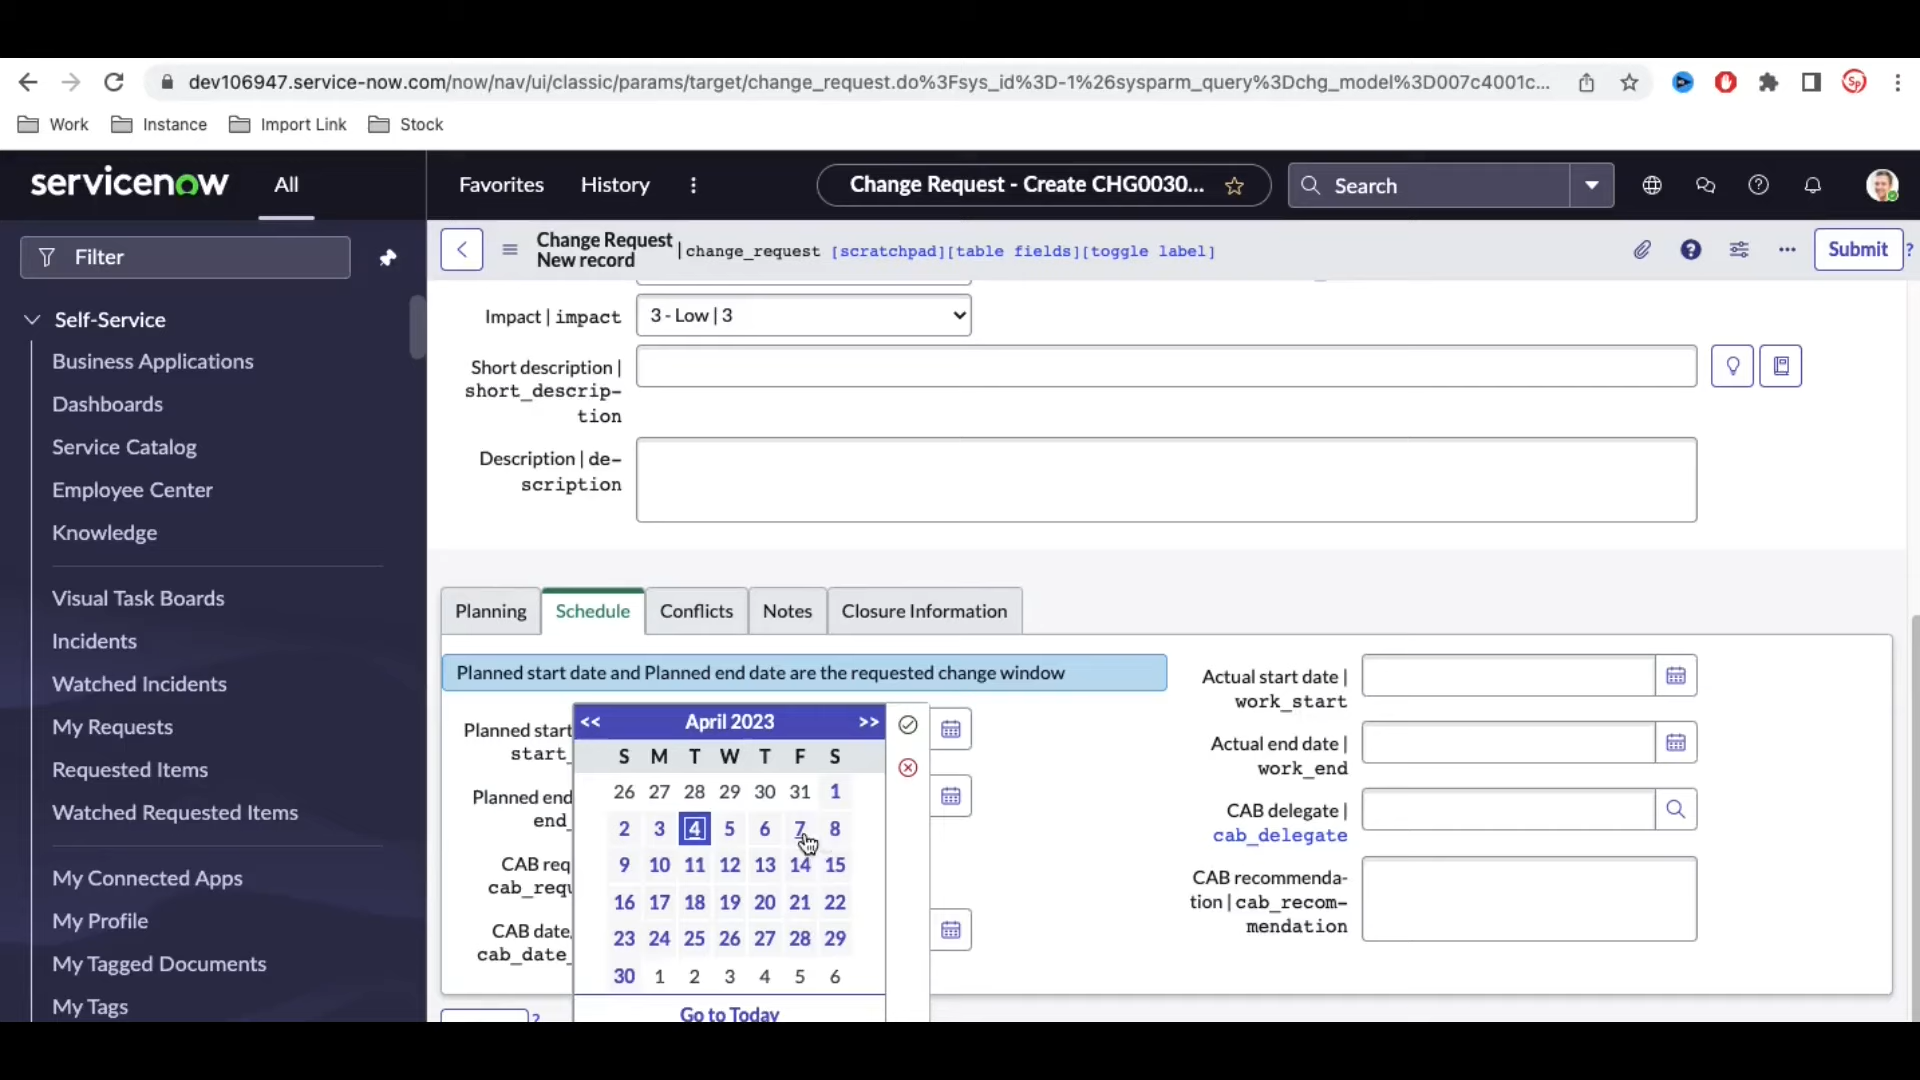 dev106947.service-now.com/now/nav/ui/classic/params/target/change_request.do%3Fsys_id%3D-1%26sysparm_query%3Dchg_model%3D007c4001c...
Sp
Work Instance Import Link Stock
servicenow All Favorites History Change Request - Create CHG0030... Search
Filter
Change Request
New record
|change_request [scratchpad][table fields][toggle label]
Submit ?
Self-Service
Business Applications
Dashboards
Service Catalog
Employee Center
Knowledge
Visual Task Boards
Incidents
Watched Incidents
My Requests
Requested Items
Watched Requested Items
My Connected Apps
My Profile
My Tagged Documents
My Tags
Impact | impact 3 - Low | 3
Short description |
short_descrip-
tion
Description | de-
scription
Planning Schedule Conflicts Notes Closure Information
Planned start date and Planned end date are the requested change window
Planned start
start_
Planned end
end_
CAB req
cab_requ
CAB date
cab_date_
<< April 2023 >>
S M T W T F S
26 27 28 29 30 31 1
2 3 4 5 6 7 8
9 10 11 12 13 14 15
16 17 18 19 20 21 22
23 24 25 26 27 28 29
30 1 2 3 4 5 6
Go to Today
Actual start date |
work_start
Actual end date |
work_end
CAB delegate |
cab_delegate
CAB recommenda-
tion | cab_recom-
mendation
?